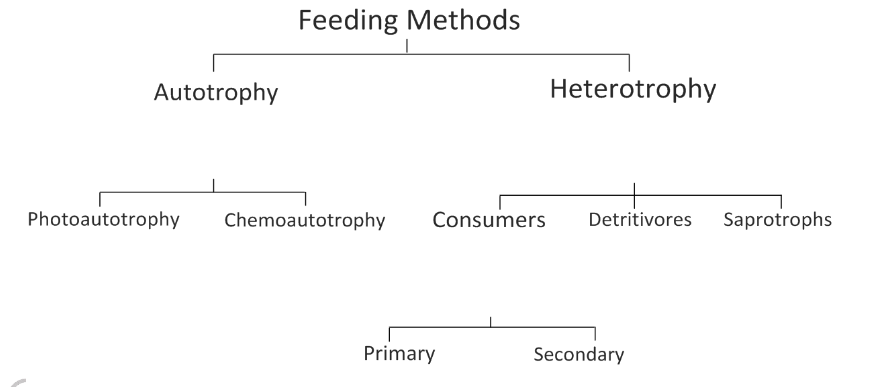 Feeding Methods
Autotrophy
Heterotrophy
Photoautotrophy
Chemoautotrophy
Consumers
Detritivores
Saprotrophs
Primary
Secondary